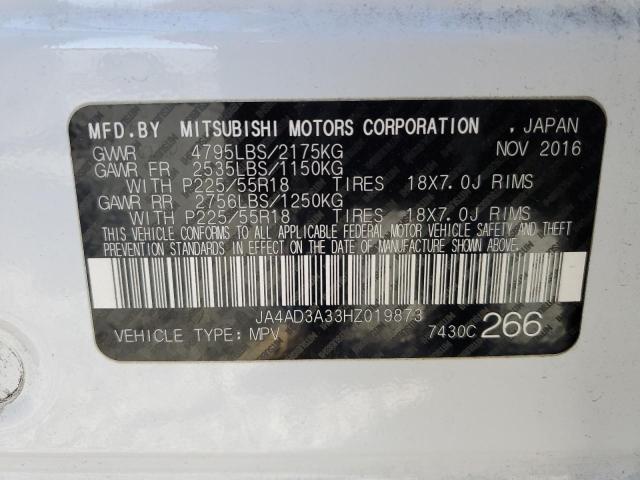 MFD.BY MITSUBISHI MOTORS CORPORATION , JAPAN
GVWR 4795LBS/2175KG NOV 2016
GAWR FR 2535LBS/1150KG
WITH P225/55R18 TIRES 18X7.0J RIMS
GAWR RR 2756LBS/1250KG
WITH P225/55R18 TIRES 18X7.0J RIMS
THIS VEHICLE CONFORMS TO ALL APPLICABLE FEDERAL MOTOR VEHICLE SAFETY AND THEFT
PREVENTION STANDARDS IN EFFECT ON THE DATE OF MANUFACTURE SHOWN ABOVE.
JA4AD3A33HZ019873
VEHICLE TYPE: MPV 7430C 266